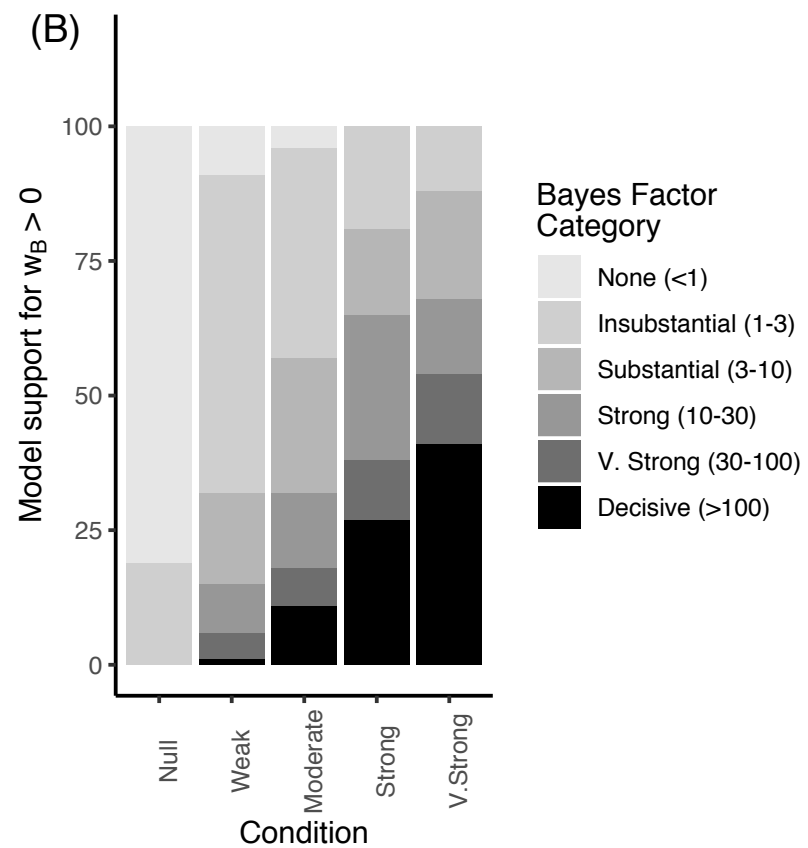 (B)
Model support for wB > 0
100
75
50
25
0
Null
Weak
Moderate
Strong
V.Strong
Condition
Bayes Factor
Category
None (<1)
Insubstantial (1-3)
Substantial (3-10)
Strong (10-30)
V. Strong (30-100)
Decisive (>100)